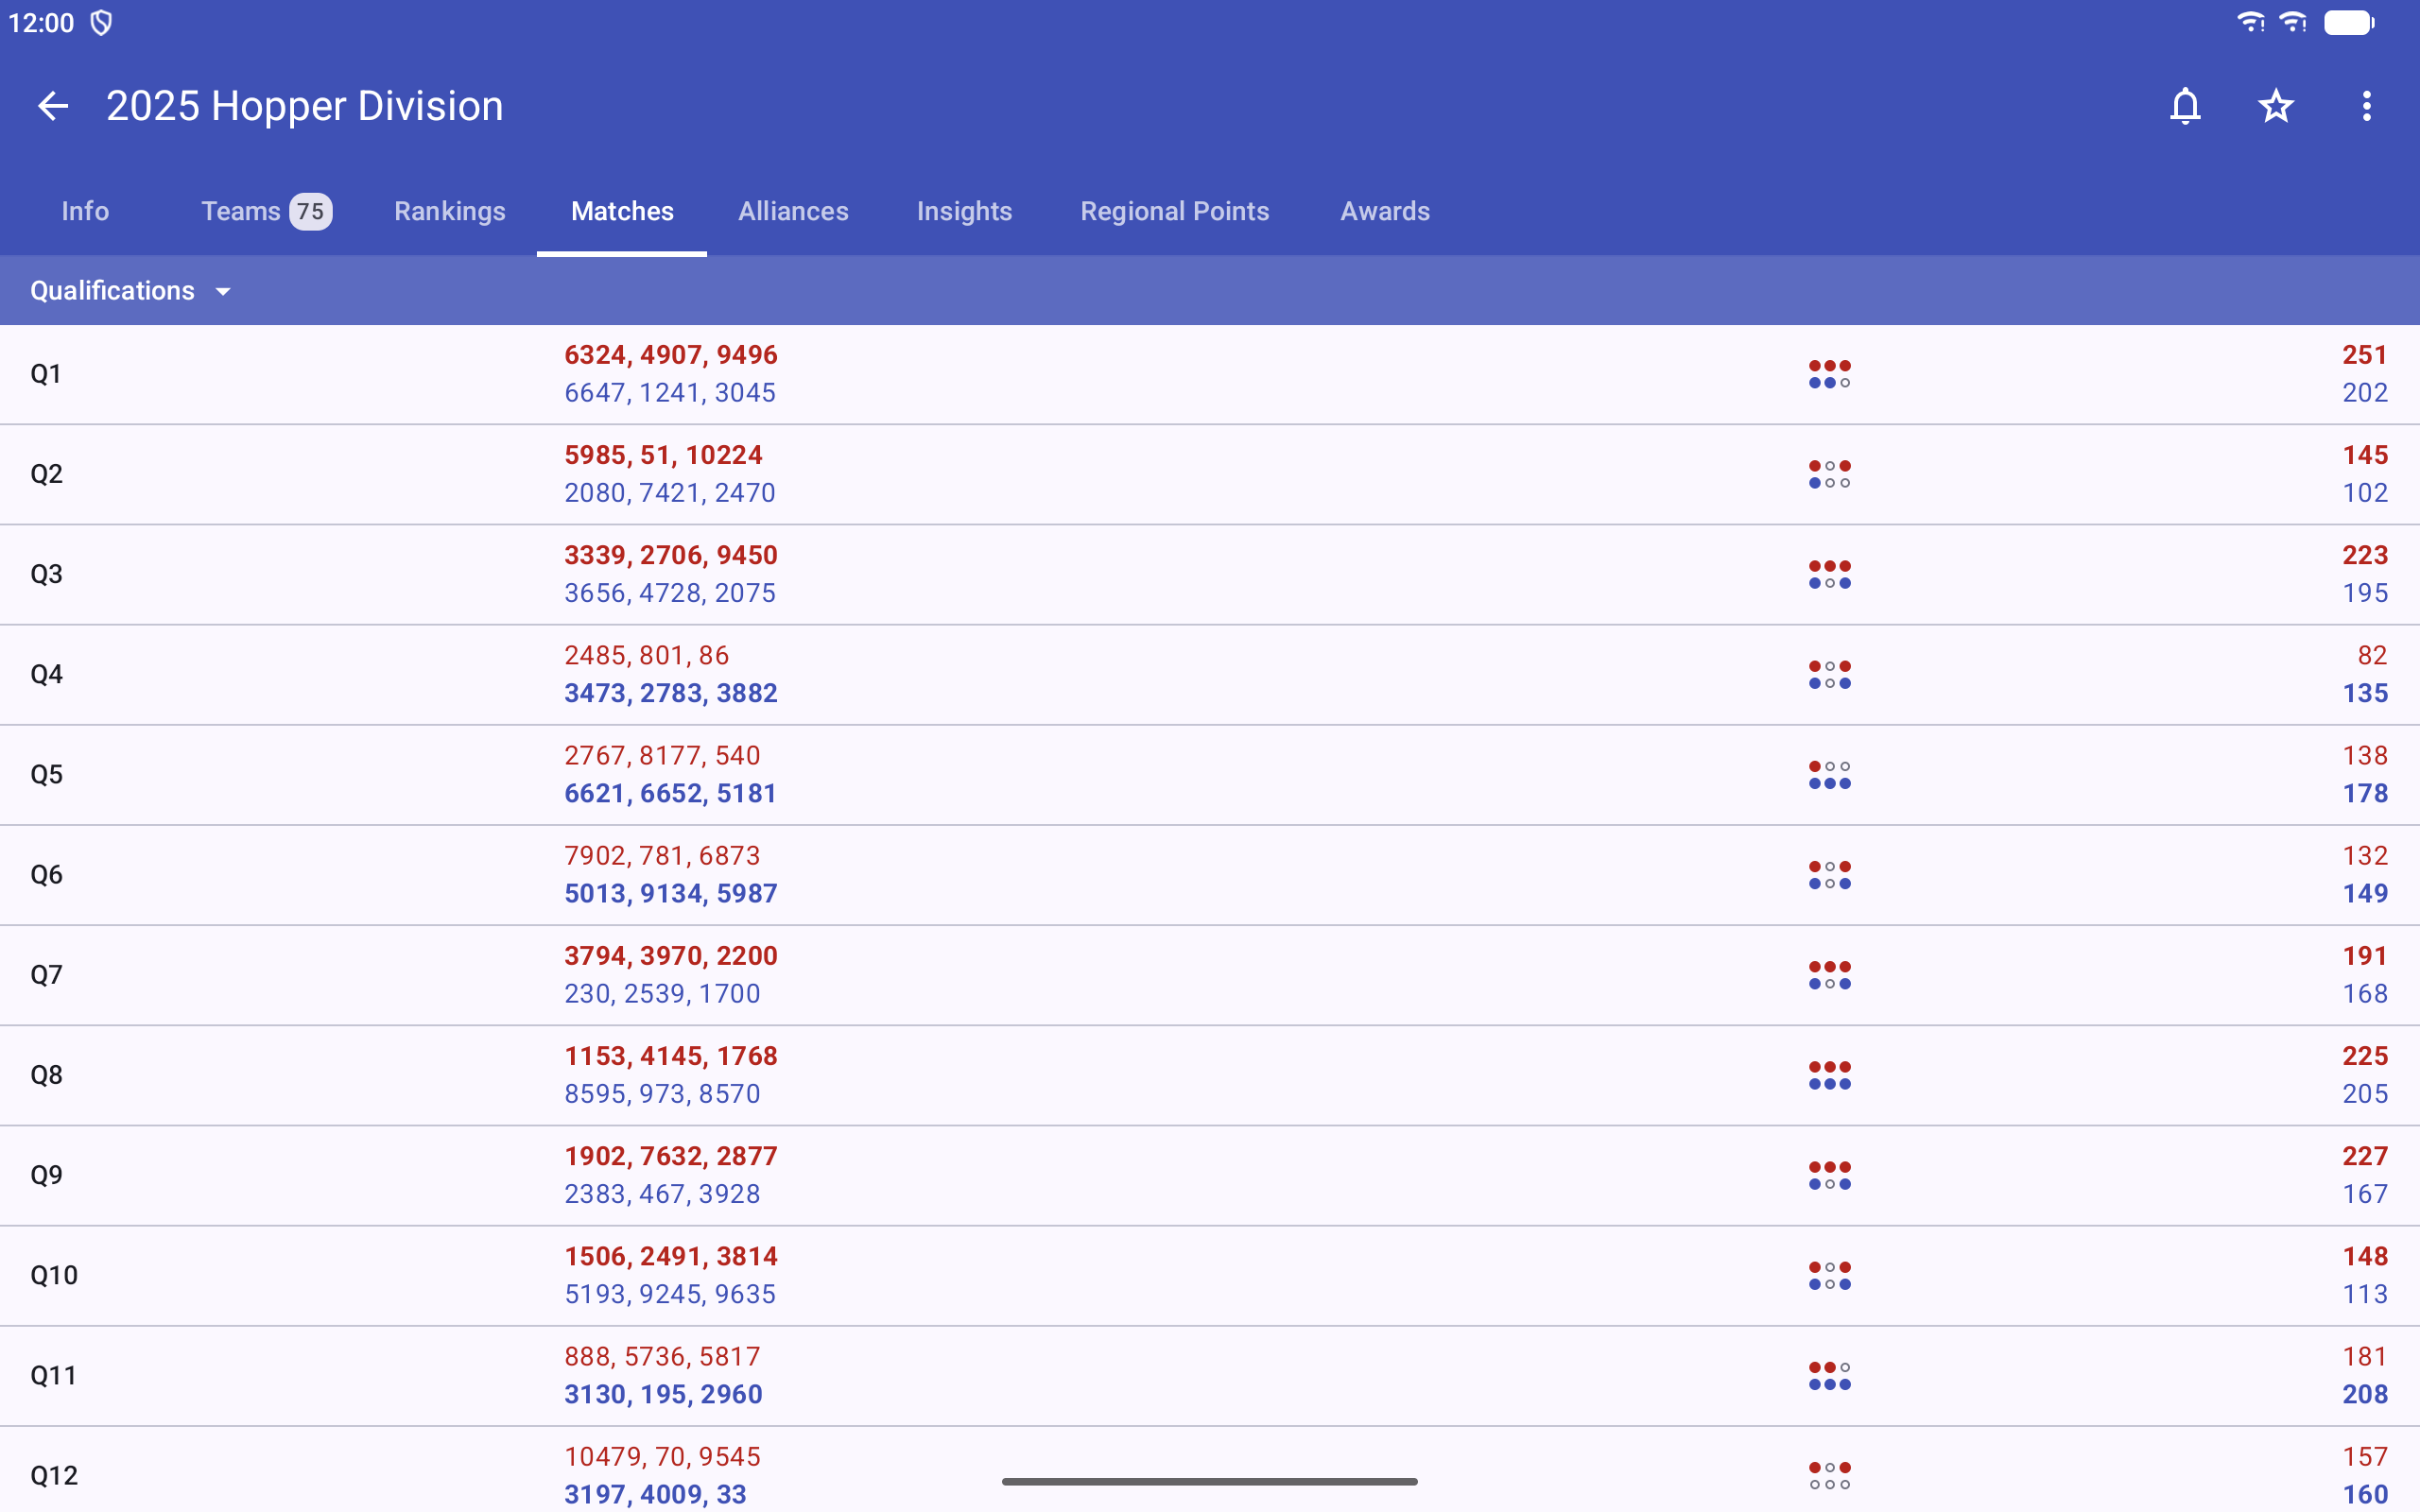 12:00
2025 Hopper Division
Info Teams 75 Rankings Matches Alliances Insights Regional Points Awards
Qualifications
Q1
6324, 4907, 9496
6647, 1241, 3045
251
202
Q2
5985, 51, 10224
2080, 7421, 2470
145
102
Q3
3339, 2706, 9450
3656, 4728, 2075
223
195
Q4
2485, 801, 86
3473, 2783, 3882
82
135
Q5
2767, 8177, 540
6621, 6652, 5181
138
178
Q6
7902, 781, 6873
5013, 9134, 5987
132
149
Q7
3794, 3970, 2200
230, 2539, 1700
191
168
Q8
1153, 4145, 1768
8595, 973, 8570
225
205
Q9
1902, 7632, 2877
2383, 467, 3928
227
167
Q10
1506, 2491, 3814
5193, 9245, 9635
148
113
Q11
888, 5736, 5817
3130, 195, 2960
181
208
Q12
10479, 70, 9545
3197, 4009, 33
157
160